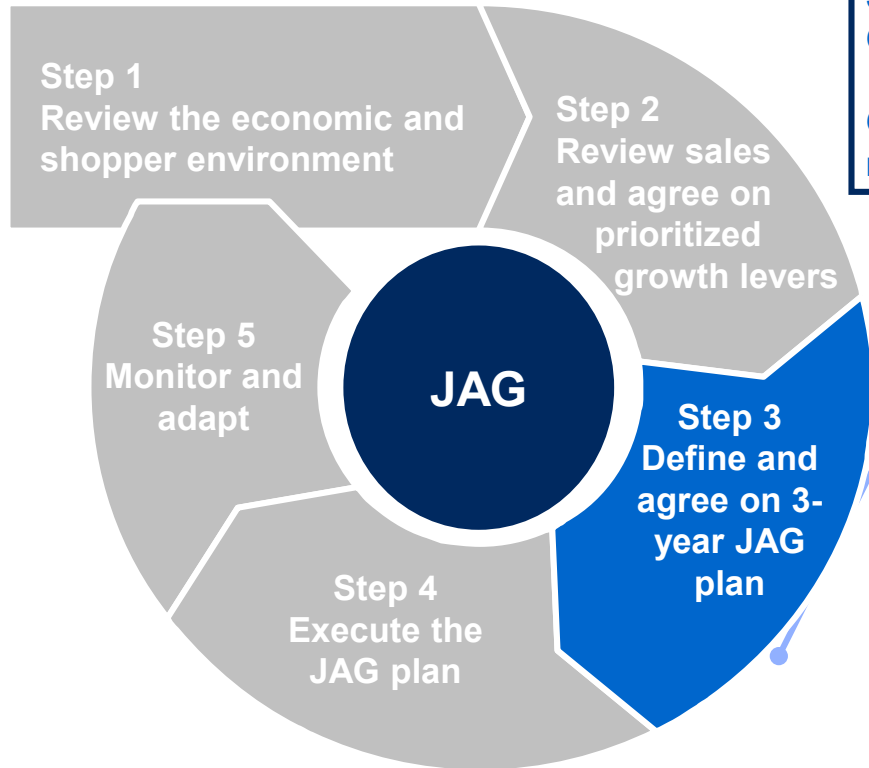 Step 1
Review the economic and
shopper environment
Step 2
Review sales
and agree on
prioritized
growth levers
Step 3
Define and
agree on 3-
year JAG
plan
Step 4
Execute the
JAG plan
Step 5
Monitor and
adapt
JAG